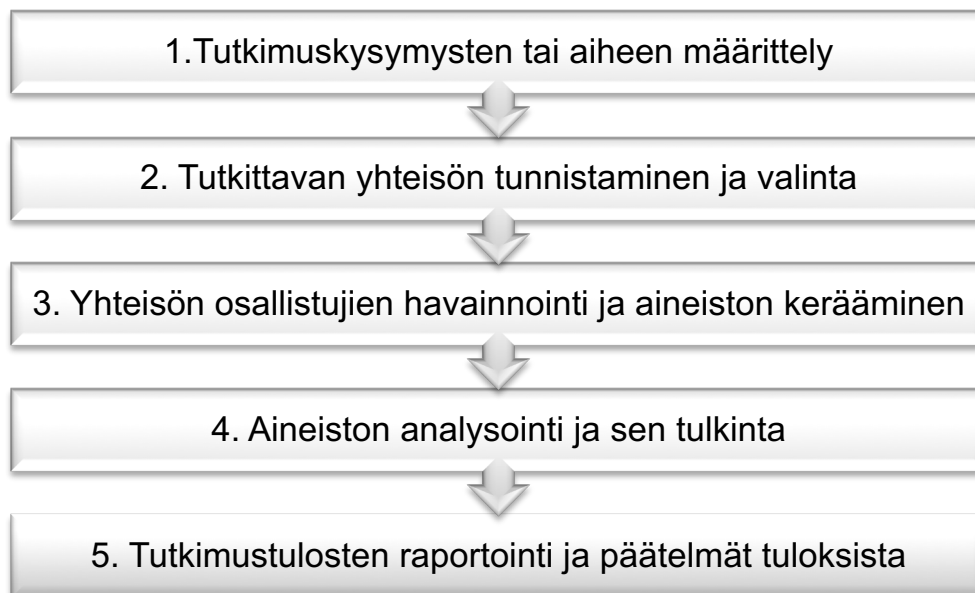 1.Tutkimuskysymysten tai aiheen määrittely
2. Tutkittavan yhteisön tunnistaminen ja valinta
3. Yhteisön osallistujien havainnointi ja aineiston kerääminen
4. Aineiston analysointi ja sen tulkinta
5. Tutkimustulosten raportointi ja päätelmät tuloksista